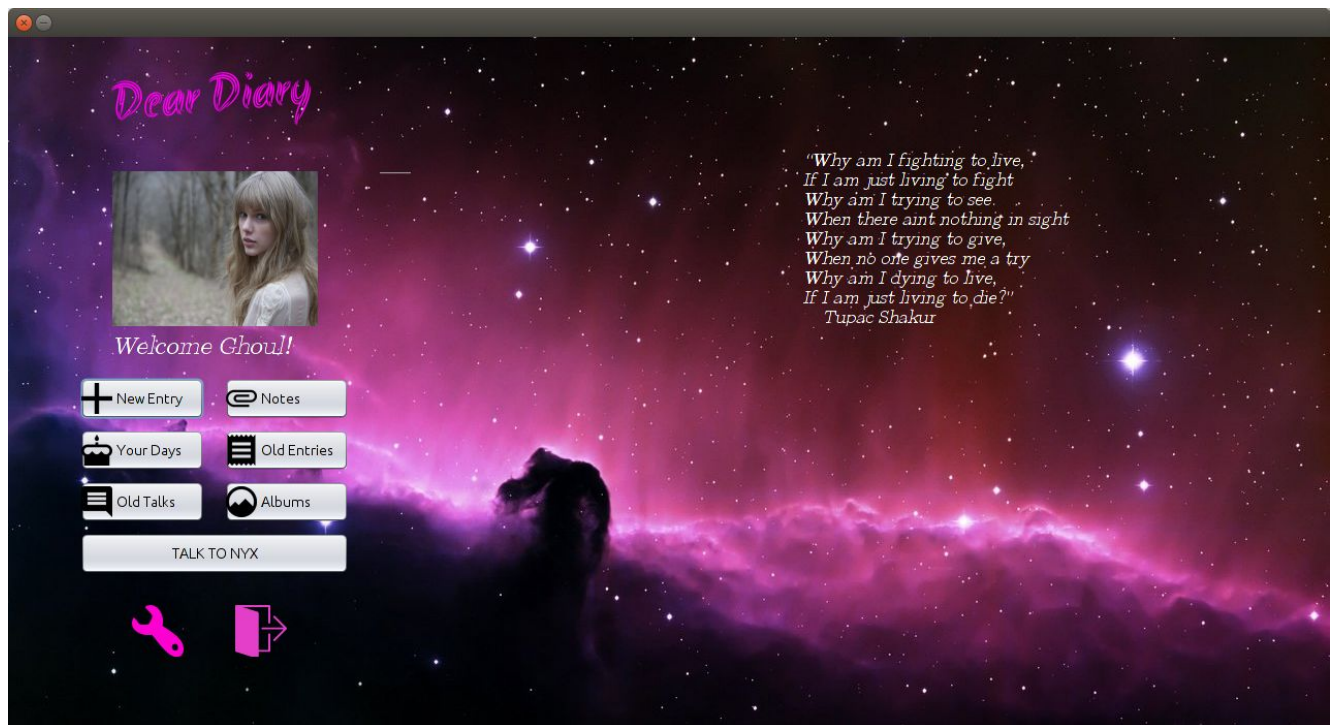 Dear Diary
"Why am I fighting to live,
If I am just living to fight
Why am I trying to see
When there aint nothing in sight
Why am I trying to give,
When no one gives me a try
Why am I dying to live,
If I am just living to die?"
Tupac Shakur
Welcome Ghoul!
New Entry
Notes
Your Days
Old Entries
Old Talks
Albums
TALK TO NYX